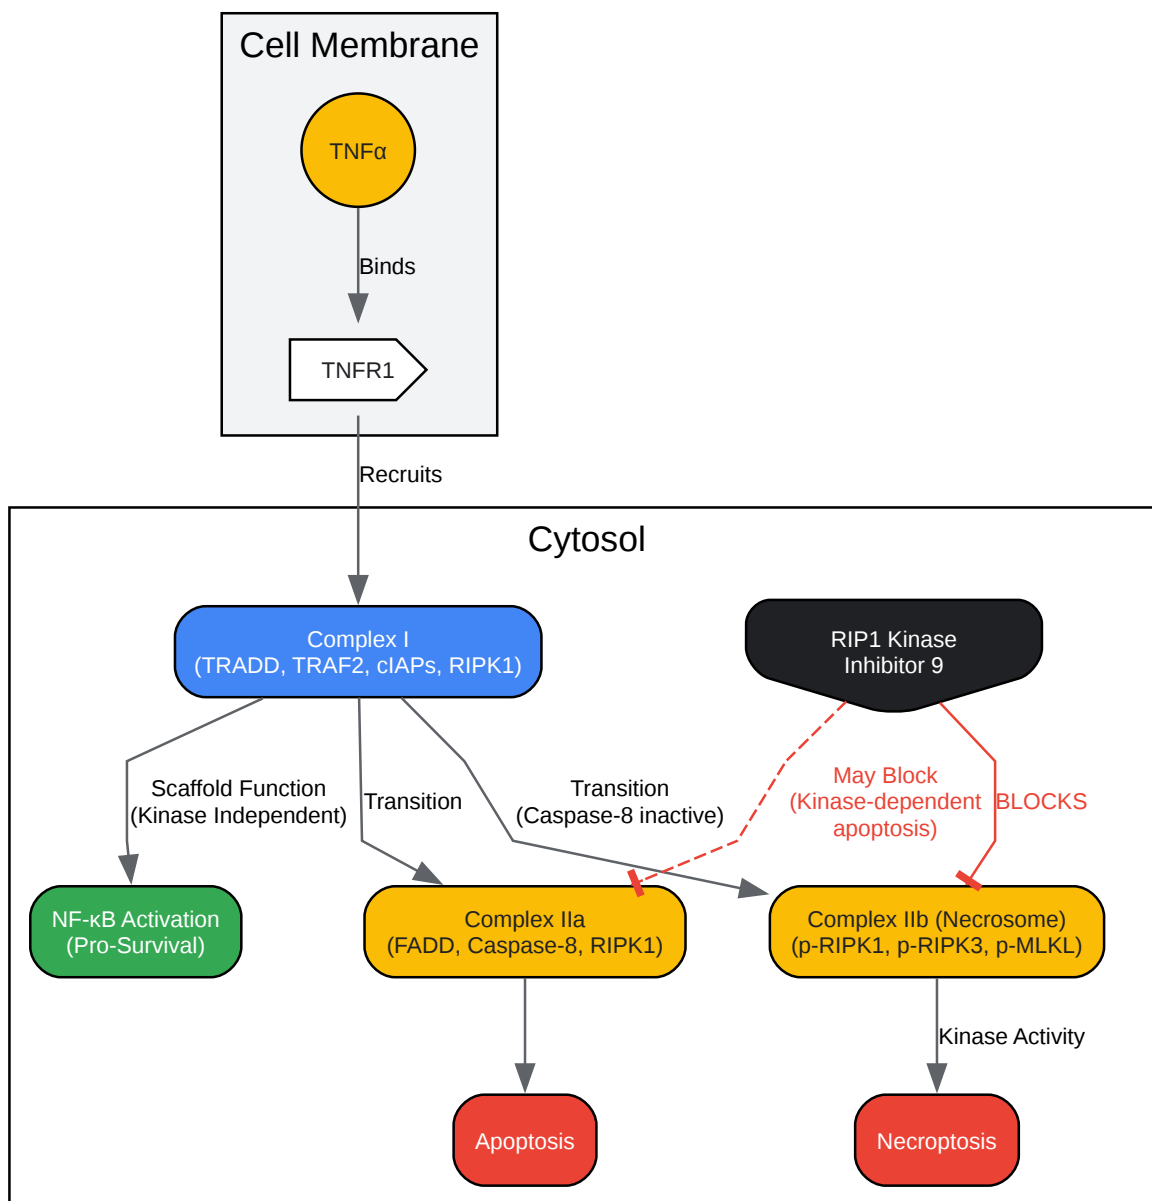 Cell Membrane
TNFα
Binds
TNFR1
Recruits
Cytosol
Complex I
(TRADD, TRAF2, cIAPs, RIPK1)
RIP1 Kinase
Inhibitor 9
Scaffold Function
(Kinase Independent)
Transition
Transition
(Caspase-8 inactive)
May Block
(Kinase-dependent
apoptosis)
BLOCKS
NF-κB Activation
(Pro-Survival)
Complex IIa
(FADD, Caspase-8, RIPK1)
Complex IIb (Necrosome)
(p-RIPK1, p-RIPK3, p-MLKL)
Kinase Activity
Apoptosis
Necroptosis